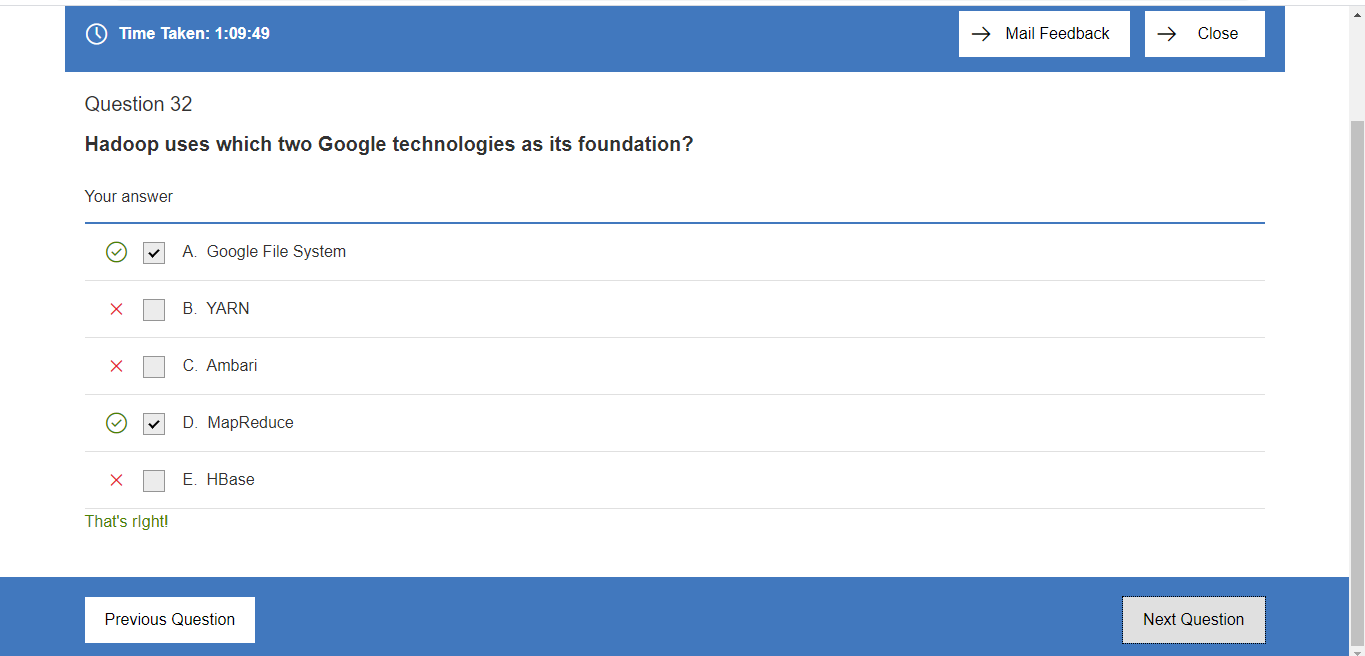 Time Taken: 1:09:49
Mail Feedback
Close
Question 32
Hadoop uses which two Google technologies as its foundation?
Your answer
A. Google File System
B. YARN
C. Ambari
D. MapReduce
E. HBase
That's rIght!
Previous Question
Next Question